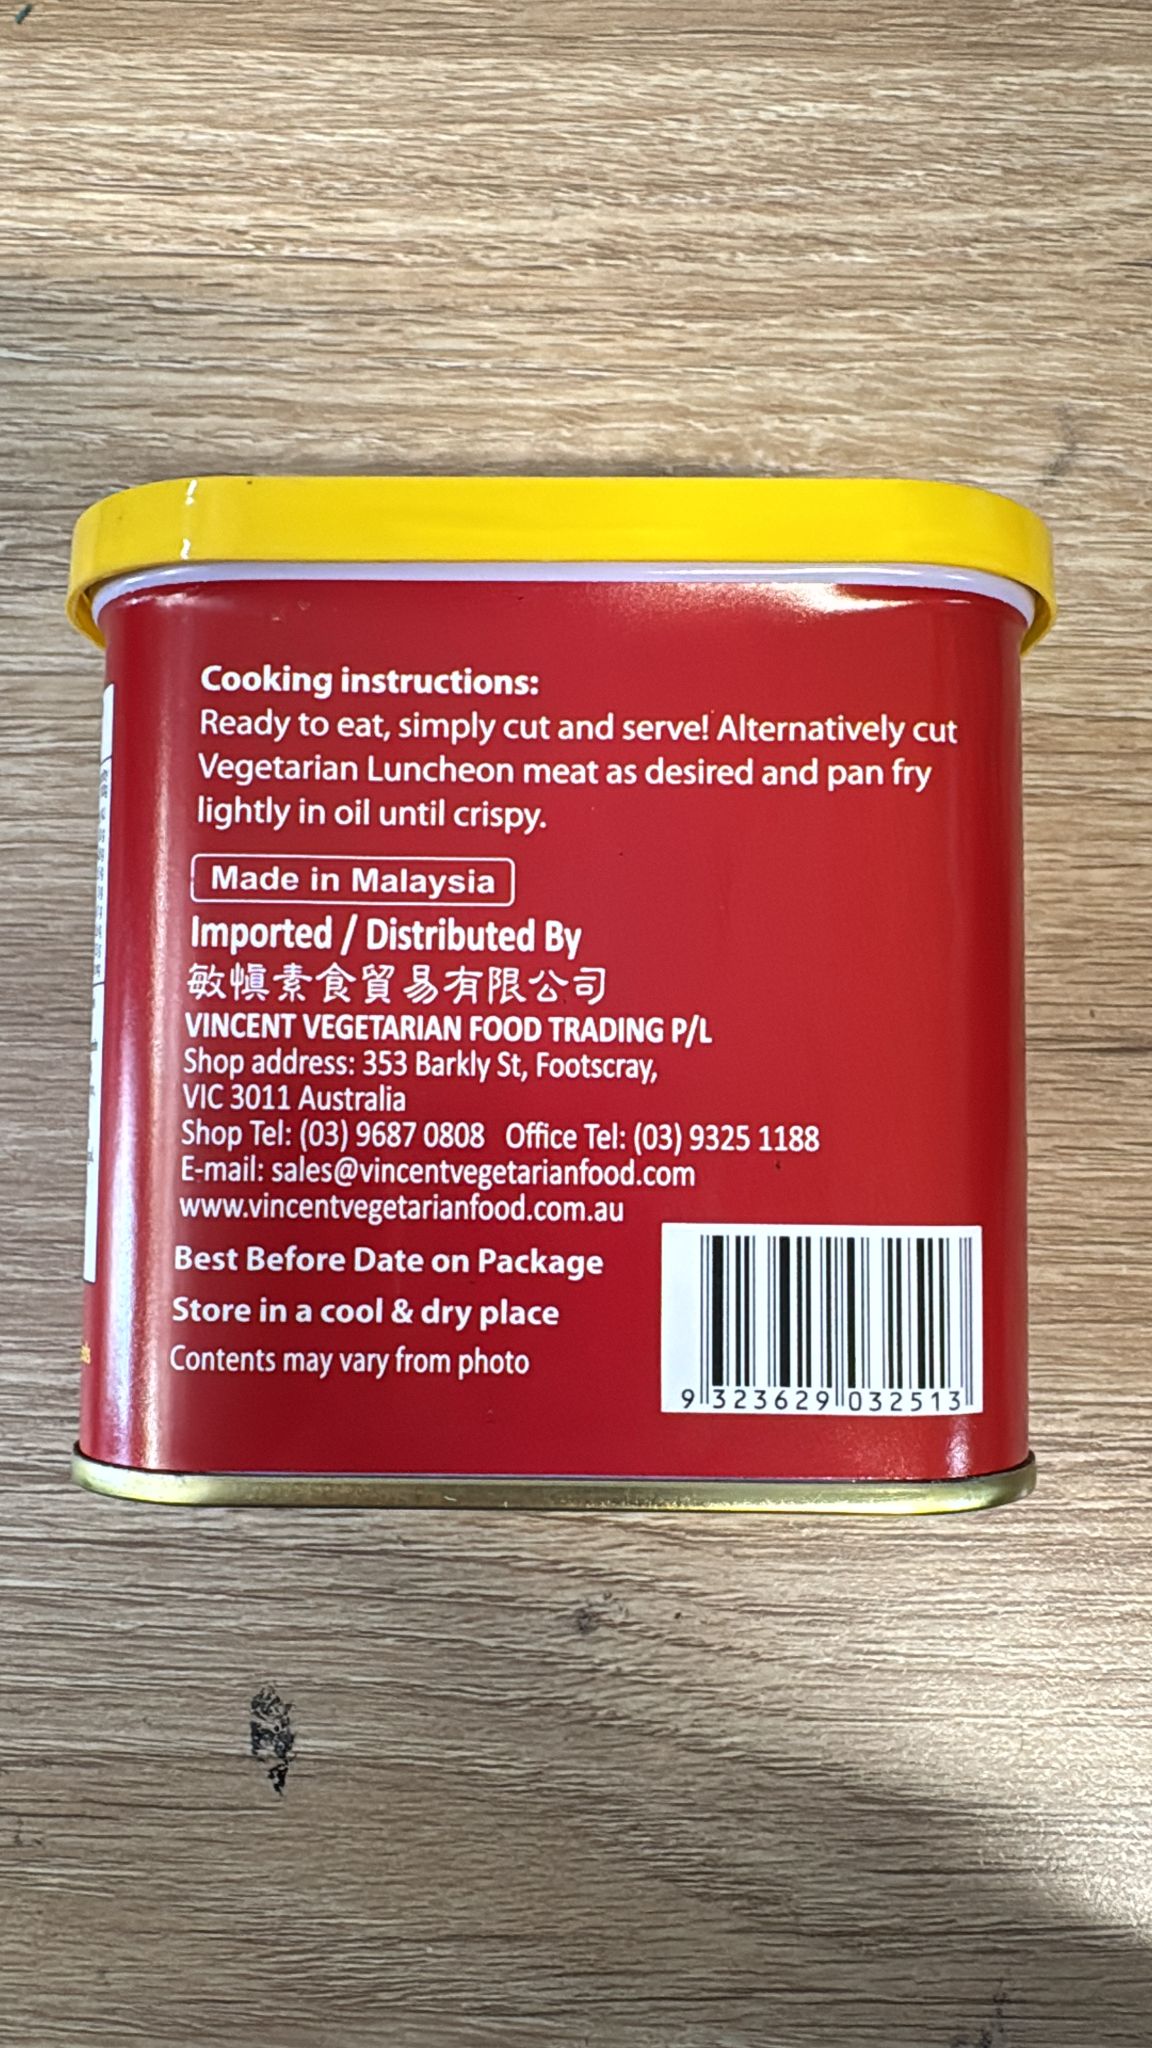 Cooking instructions:
Ready to eat, simply cut and serve! Alternatively cut
Vegetarian Luncheon meat as desired and pan fry
lightly in oil until crispy.
Made in Malaysia
Imported / Distributed By
敏愼素食貿易有限公司
VINCENT VEGETARIAN FOOD TRADING P/L
Shop address: 353 Barkly St, Footscray,
VIC 3011 Australia
Shop Tel: (03) 9687 0808 Office Tel: (03) 9325 1188
E-mail: sales@vincentvegetarianfood.com
www.vincentvegetarianfood.com.au
Best Before Date on Package
Store in a cool & dry place
Contents may vary from photo
9 323629 032513